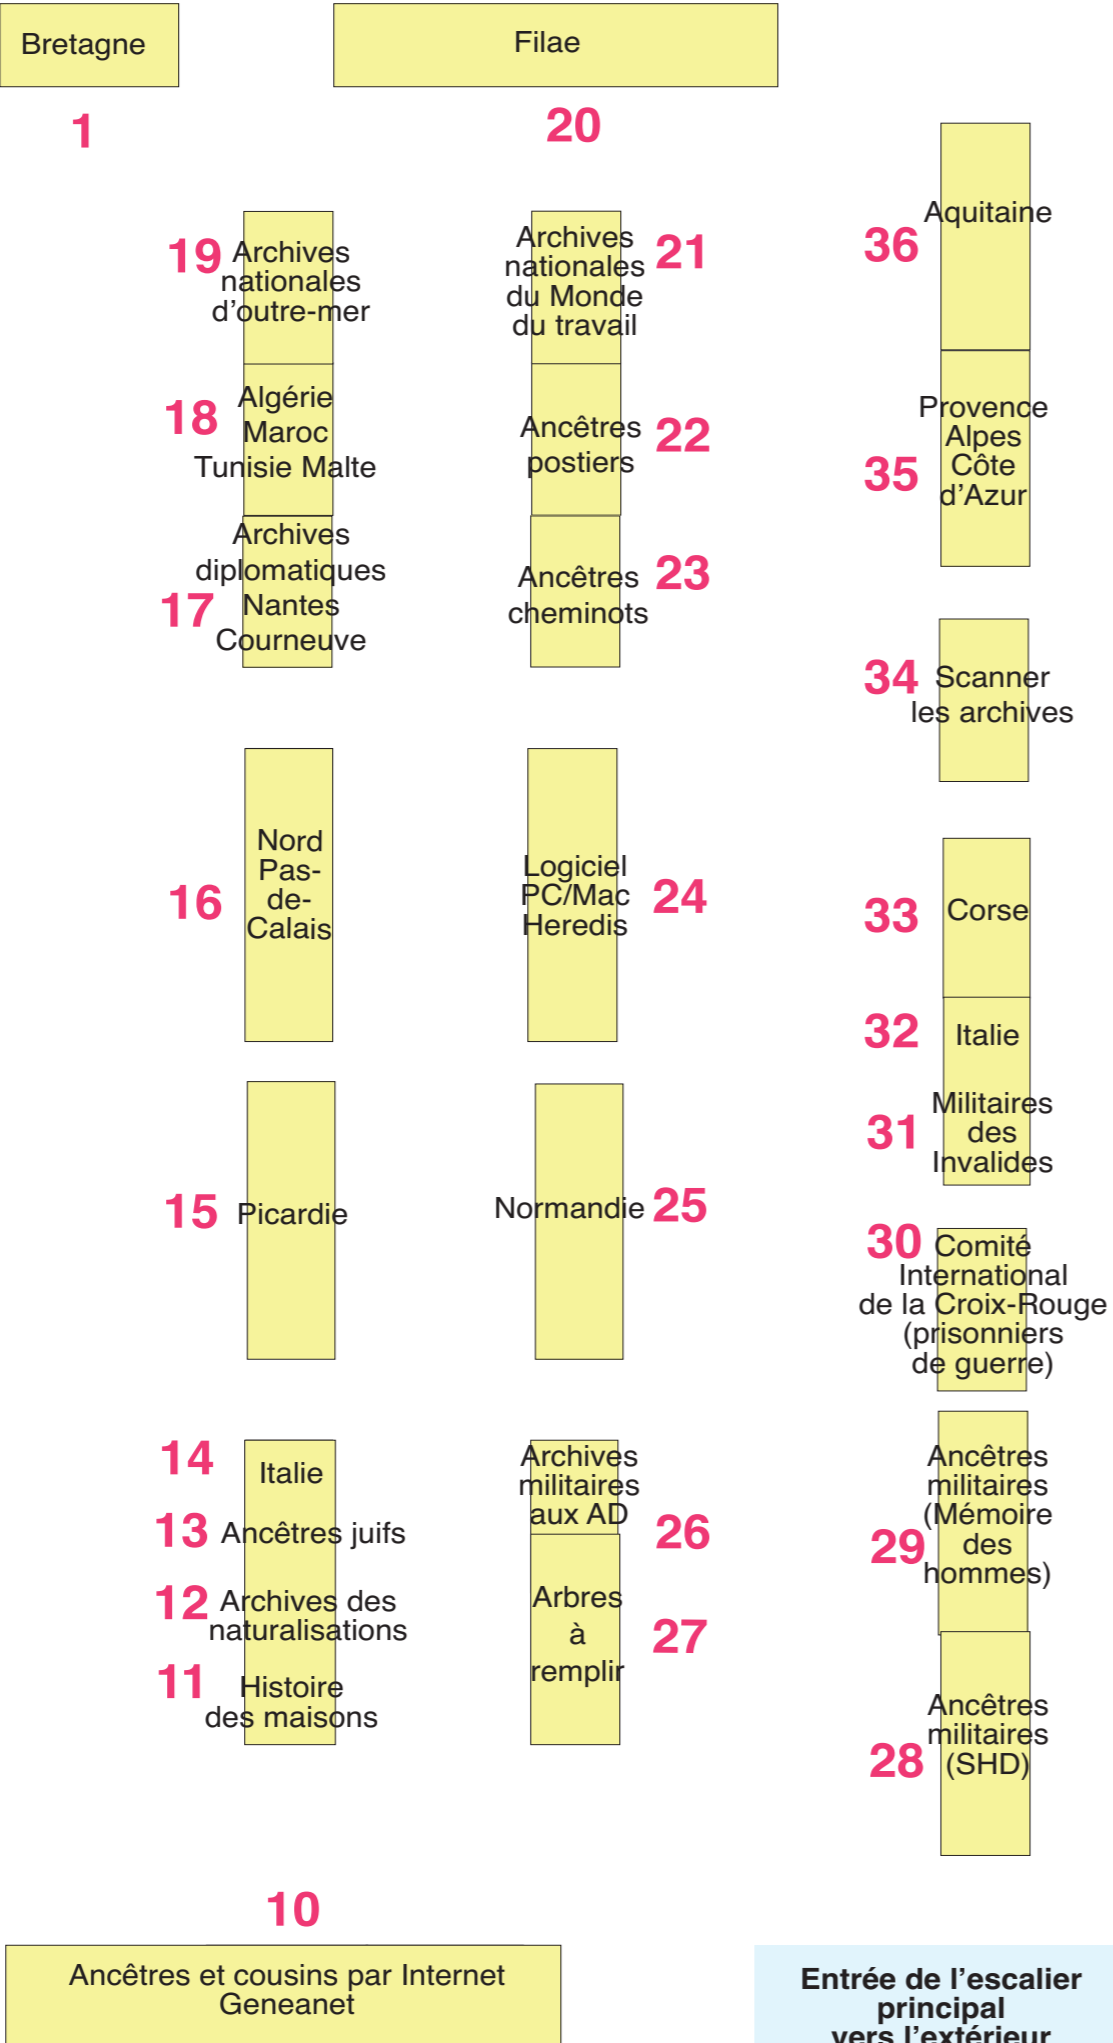 Bretagne
1
Filae
20
19
Archives
nationales
d'outre-mer
18
Algérie
Maroc
Tunisie Malte
17
Archives
diplomatiques
Nantes
Courneuve
16
Nord
Pas-
de-
Calais
15
Picardie
14
Italie
13
Ancêtres juifs
12
Archives des
naturalisations
11
Histoire
des maisons
10
Ancêtres et cousins par Internet
Geneanet
Archives
nationales
du Monde
du travail
21
Ancêtres
postiers
22
Ancêtres
cheminots
23
Logiciel
PC/Mac
Heredis
24
Normandie
25
Archives
militaires
aux AD
26
Arbres
à
remplir
27
36
Aquitaine
35
Provence
Alpes
Côte
d'Azur
34
Scanner
les archives
33
Corse
32
Italie
31
Militaires
des
Invalides
30
Comité
International
de la Croix-Rouge
(prisonniers
de guerre)
29
Ancêtres
militaires
(Mémoire
des
hommes)
28
Ancêtres
militaires
(SHD)
Entrée de l'escalier
principal
vers l'extérieur